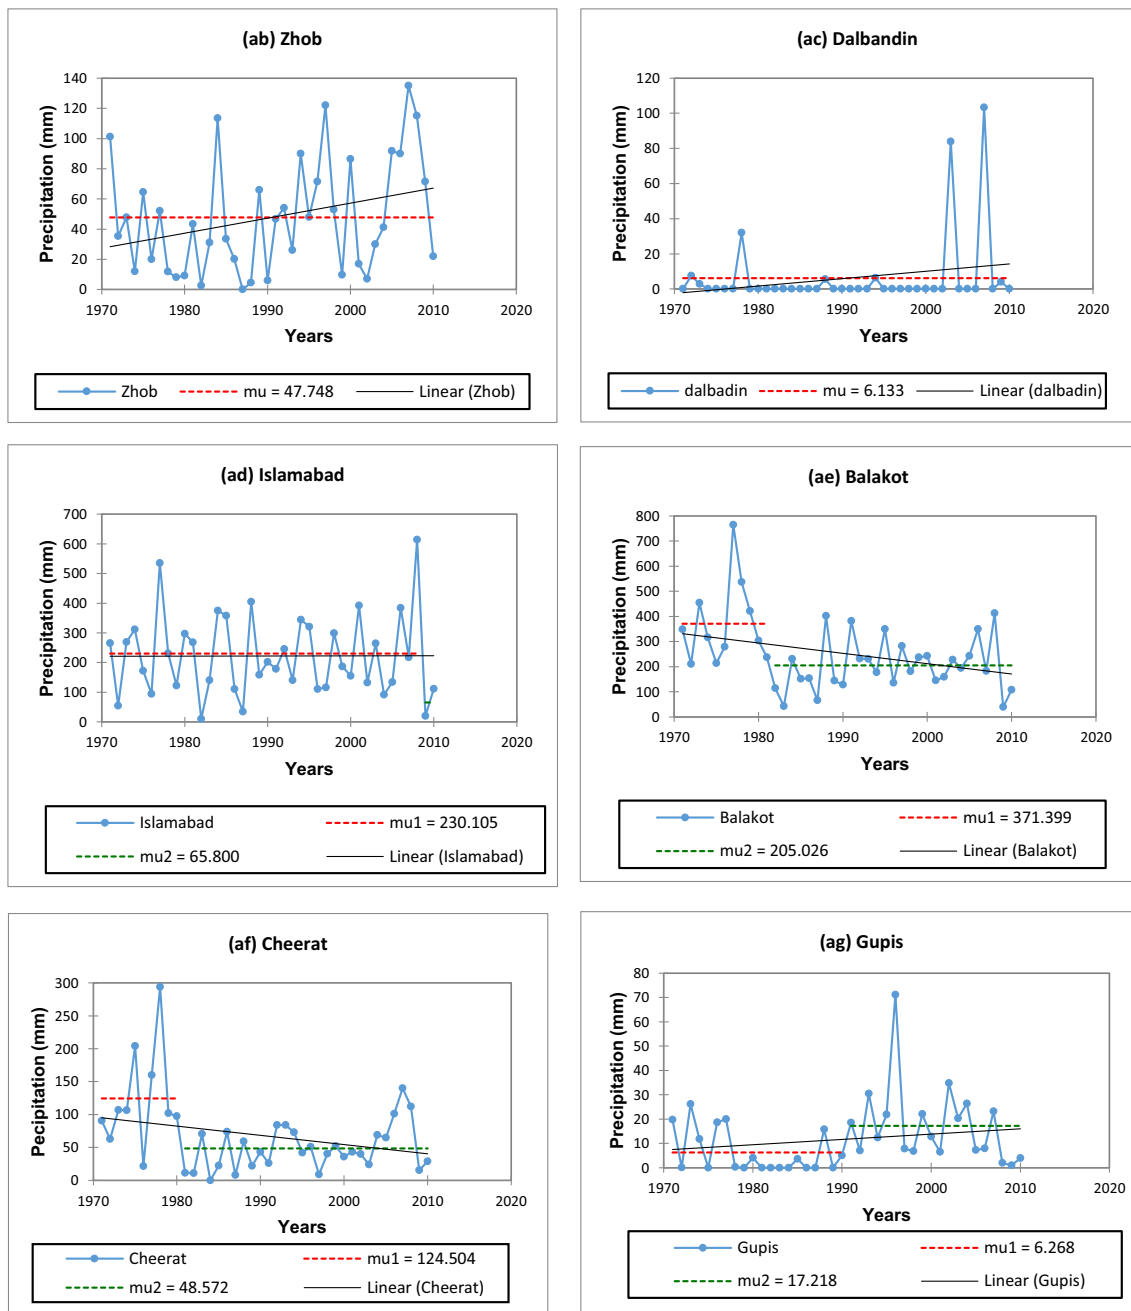 (ab) Zhob
Precipitation (mm)
140
120
100
80
60
40
20
0
1970 1980 1990 2000 2010 2020
Years
Zhob mu = 47.748 Linear (Zhob)
(ac) Dalbandin
Precipitation (mm)
120
100
80
60
40
20
0
1970 1980 1990 2000 2010 2020
Years
dalbadin mu = 6.133 Linear (dalbadin)
(ad) Islamabad
Precipitation (mm)
700
600
500
400
300
200
100
0
1970 1980 1990 2000 2010 2020
Years
Islamabad mu1 = 230.105
mu2 = 65.800 Linear (Islamabad)
(ae) Balakot
Precipitation (mm)
800
700
600
500
400
300
200
100
0
1970 1980 1990 2000 2010 2020
Years
Balakot mu1 = 371.399
mu2 = 205.026 Linear (Balakot)
(af) Cheerat
Pecipitation (mm)
300
250
200
150
100
50
0
1970 1980 1990 2000 2010 2020
Years
Cheerat mu1 = 124.504
mu2 = 48.572 Linear (Cheerat)
(ag) Gupis
Precipitation (mm)
80
70
60
50
40
30
20
10
0
1970 1980 1990 2000 2010 2020
Years
Gupis mu1 = 6.268
mu2 = 17.218 Linear (Gupis)